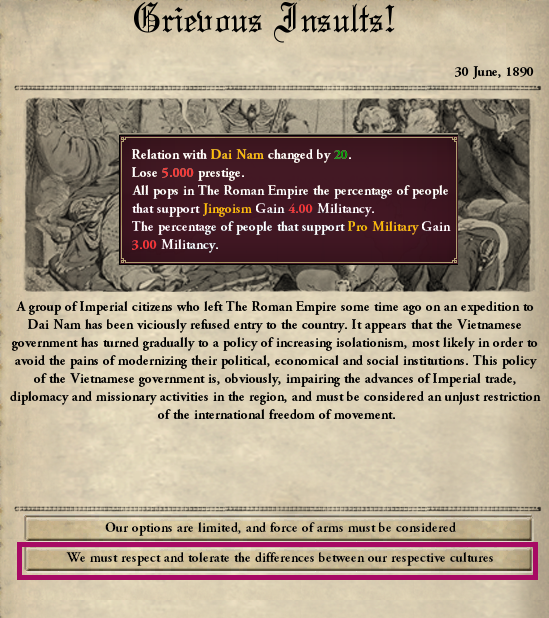 Grievous Insults!
30 June, 1890
Relation with Dai Nam changed by 20.
Lose 5.000 prestige.
All pops in The Roman Empire the percentage of people
that support Jingoism Gain 4.00 Militancy.
The percentage of people that support Pro Military Gain
3.00 Militancy.
A group of Imperial citizens who left The Roman Empire some time ago on an expedition to
Dai Nam has been viciously refused entry to the country. It appears that the Vietnamese
government has turned gradually to a policy of increasing isolationism, most likely in order to
avoid the pains of modernizing their political, economical and social institutions. This policy
of the Vietnamese government is, obviously, impairing the advances of Imperial trade,
diplomacy and missionary activities in the region, and must be considered an unjust restriction
of the international freedom of movement.
Our options are limited, and force of arms must be considered
We must respect and tolerate the differences between our respective cultures